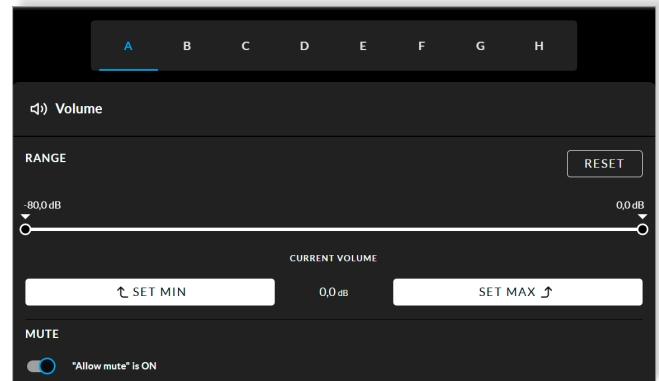 A B C D E F G H
Volume
RANGE
RESET
-80,0 dB 0,0 dB
CURRENT VOLUME
SET MIN 0,0 dB SET MAX
MUTE
"Allow mute" is ON